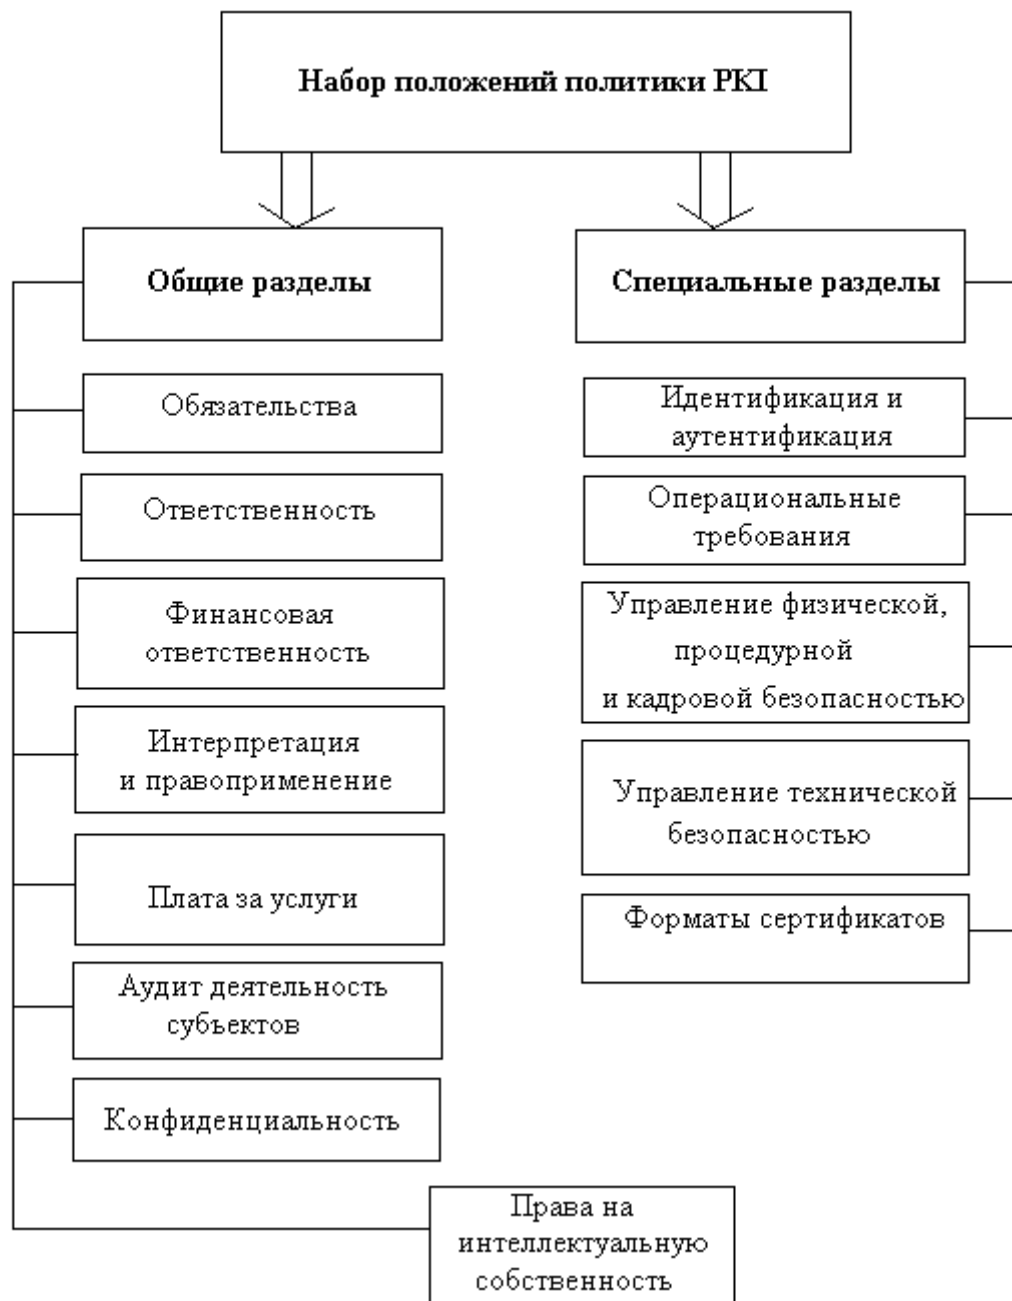 Набор положений политики PKI
Общие разделы
Обязательства
Ответственность
Финансовая
ответственность
Интерпретация
и правоприменение
Плата за услуги
Аудит деятельность
субъектов
Конфиденциальность
Права на
интеллектуальную
собственность
Специальные разделы
Идентификация и
аутентификация
Операциональные
требования
Управление физической,
процедурной
и кадровой безопасностью
Управление технической
безопасностью
Форматы сертификатов